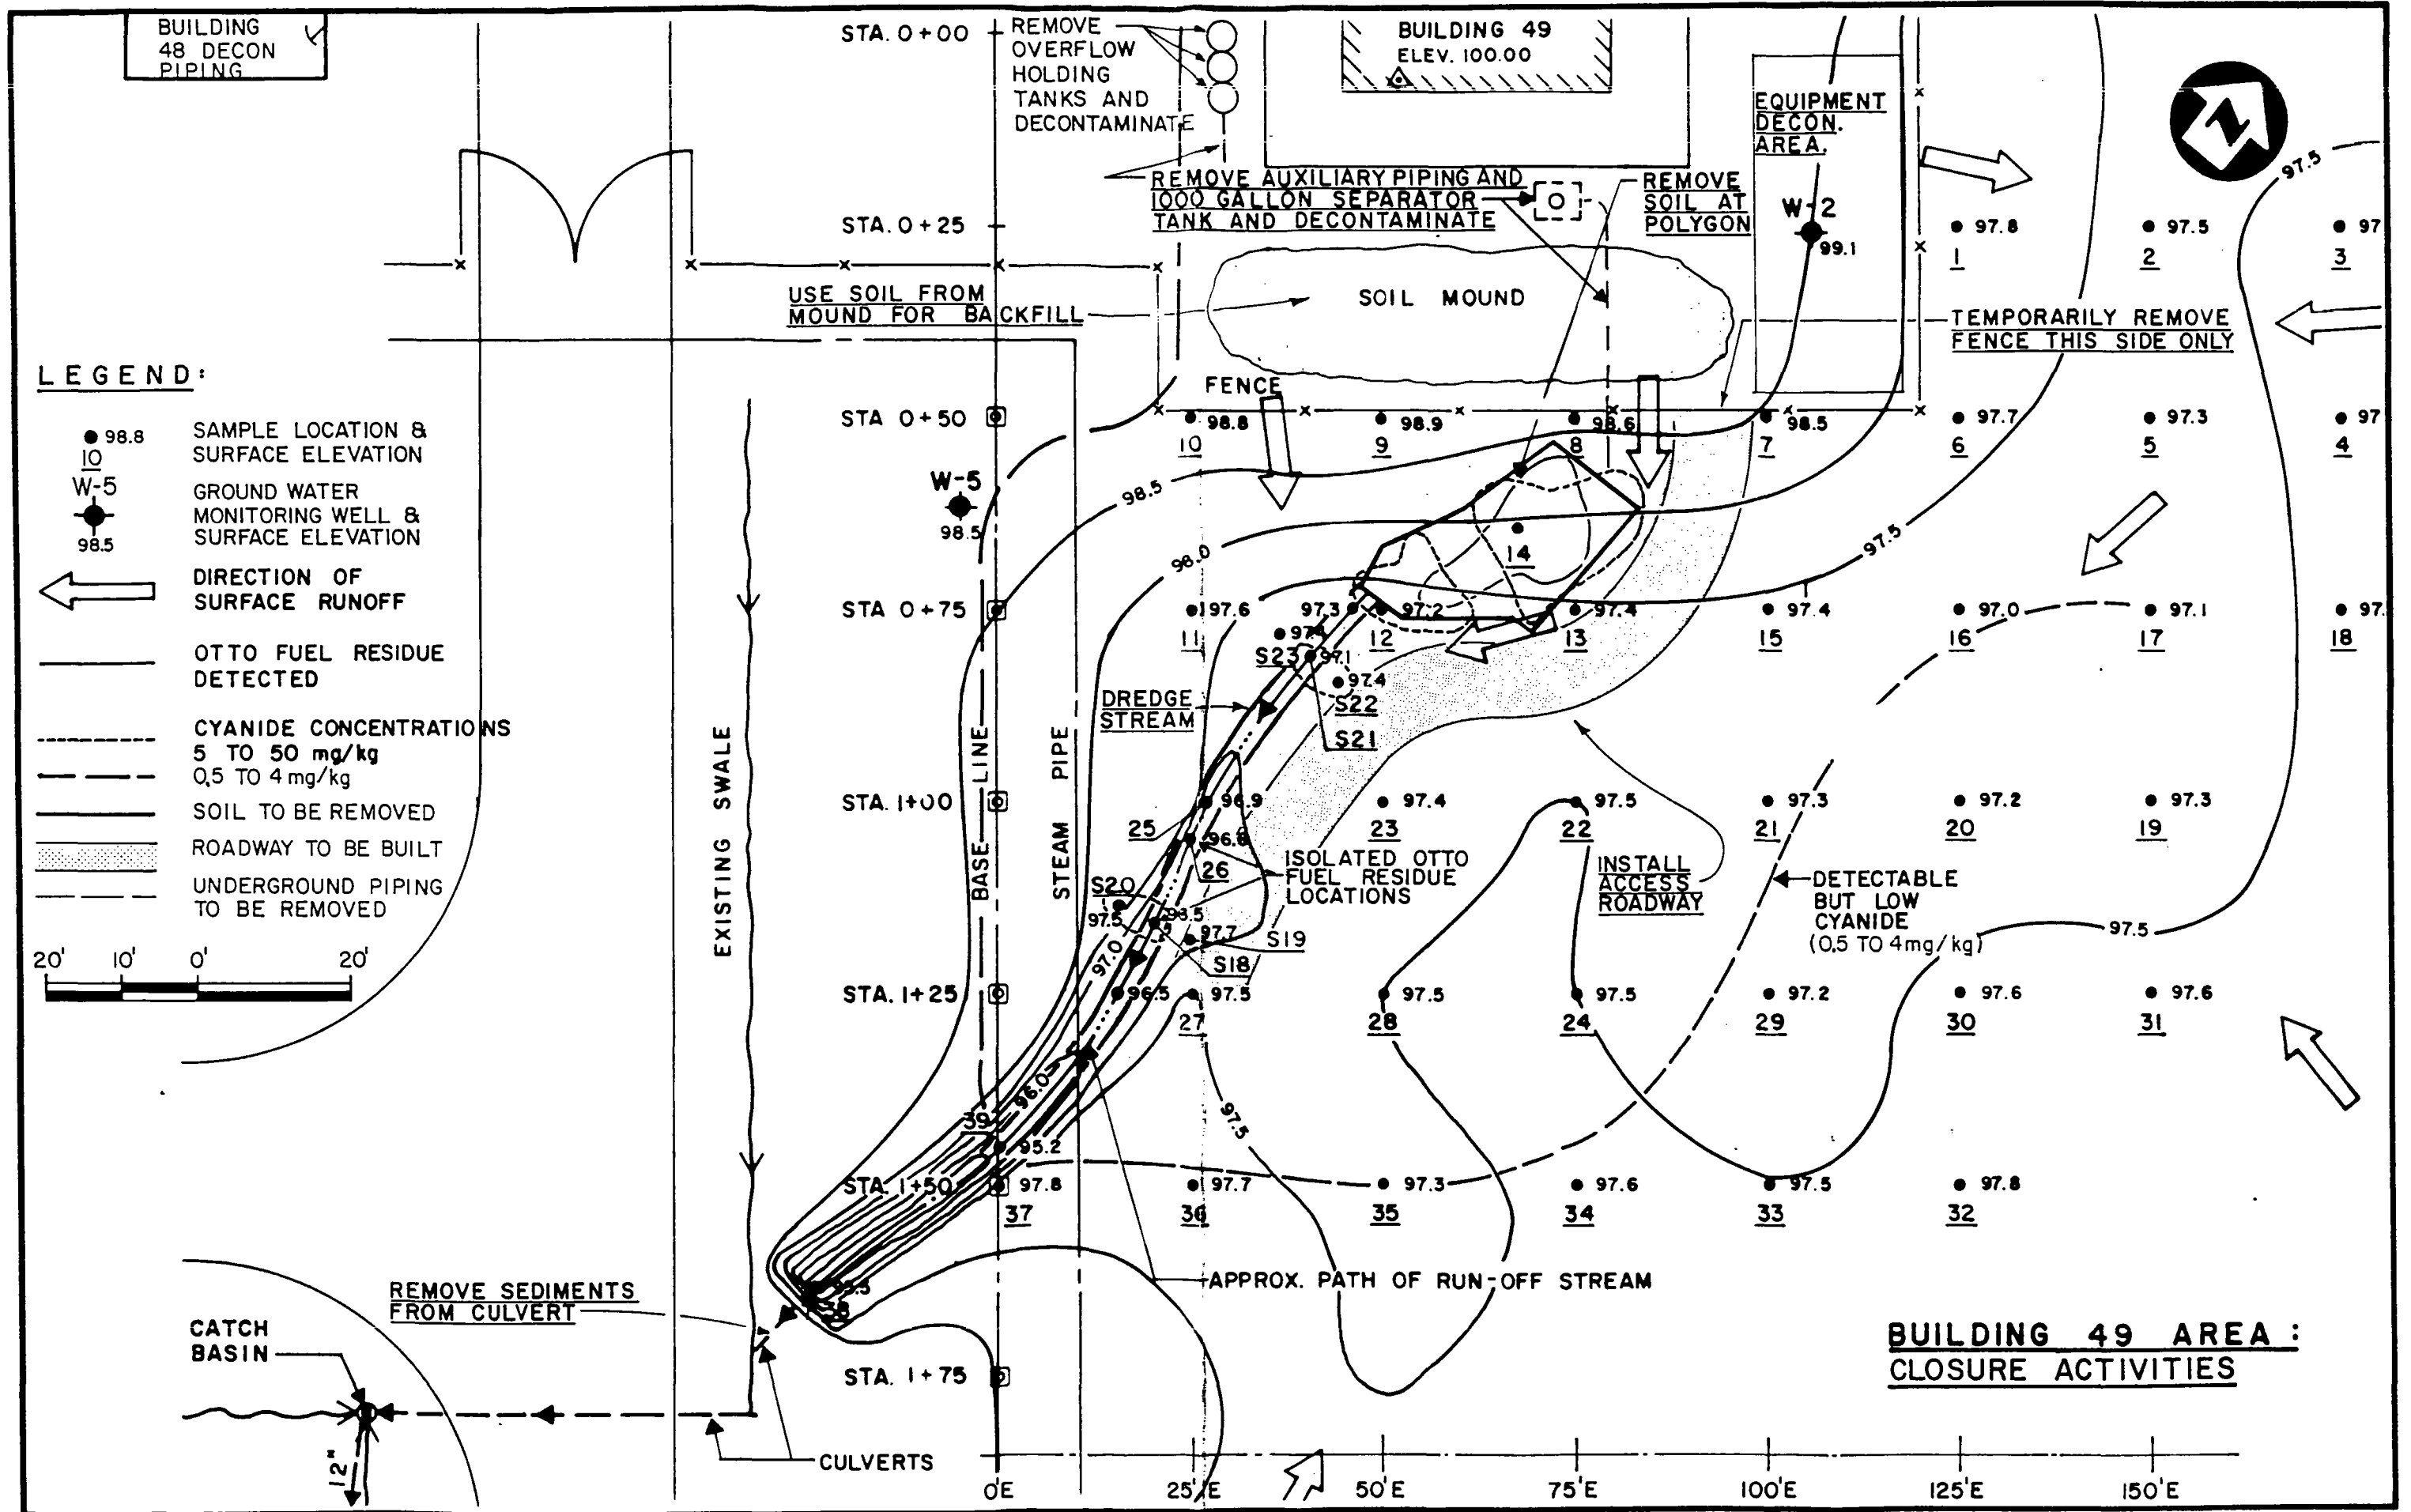 BUILDING
48 DECON
PIPING
STA. 0+00
REMOVE
OVERFLOW
HOLDING
TANKS AND
DECONTAMINATE
BUILDING 49
ELEV. 100.00
EQUIPMENT
DECON.
AREA.
N
97.5
REMOVE AUXILIARY PIPING AND
1000 GALLON SEPARATOR
TANK AND DECONTAMINATE
REMOVE
SOIL AT
POLYGON
W-2
99.1
STA. 0+25
97.8
1
97.5
2
97
3
USE SOIL FROM
MOUND FOR BACKFILL
SOIL MOUND
TEMPORARILY REMOVE
FENCE THIS SIDE ONLY
FENCE
LEGEND:
98.8
10
SAMPLE LOCATION &
SURFACE ELEVATION
W-5
98.5
GROUND WATER
MONITORING WELL &
SURFACE ELEVATION
DIRECTION OF
SURFACE RUNOFF
OTTO FUEL RESIDUE
DETECTED
CYANIDE CONCENTRATIONS
5 TO 50 mg/kg
0.5 TO 4 mg/kg
SOIL TO BE REMOVED
ROADWAY TO BE BUILT
UNDERGROUND PIPING
TO BE REMOVED
20' 10' 0' 20'
STA 0+50
98.8
10
98.9
9
98.6
8
98.5
7
97.7
6
97.3
5
97
4
W-5
98.5
98.5
98.0
97.5
14
STA 0+75
97.6
11
97.3
97.2
12
97.4
13
97.4
15
97.0
16
97.1
17
97.
18
S23
97.1
97.4
S22
S21
DREDGE
STREAM
EXISTING SWALE
BASE LINE
STEAM PIPE
STA. 1+00
96.9
25
97.4
23
97.5
22
97.3
21
97.2
20
97.3
19
26
ISOLATED OTTO
FUEL RESIDUE
LOCATIONS
INSTALL
ACCESS
ROADWAY
DETECTABLE
BUT LOW
CYANIDE
(0.5 TO 4mg/kg)
97.5
S20
97.5
97.7
S19
S18
97.0
STA. 1+25
96.5
97.5
27
97.5
28
97.5
24
97.2
29
97.6
30
97.6
31
96.0
97.5
39
95.2
STA. 1+50
97.8
37
97.7
36
97.3
35
97.6
34
97.5
33
97.8
32
38
APPROX. PATH OF RUN-OFF STREAM
REMOVE SEDIMENTS
FROM CULVERT
CATCH
BASIN
STA. 1+75
BUILDING 49 AREA:
CLOSURE ACTIVITIES
12"
CULVERTS
0'E 25'E 50'E 75'E 100'E 125'E 150'E